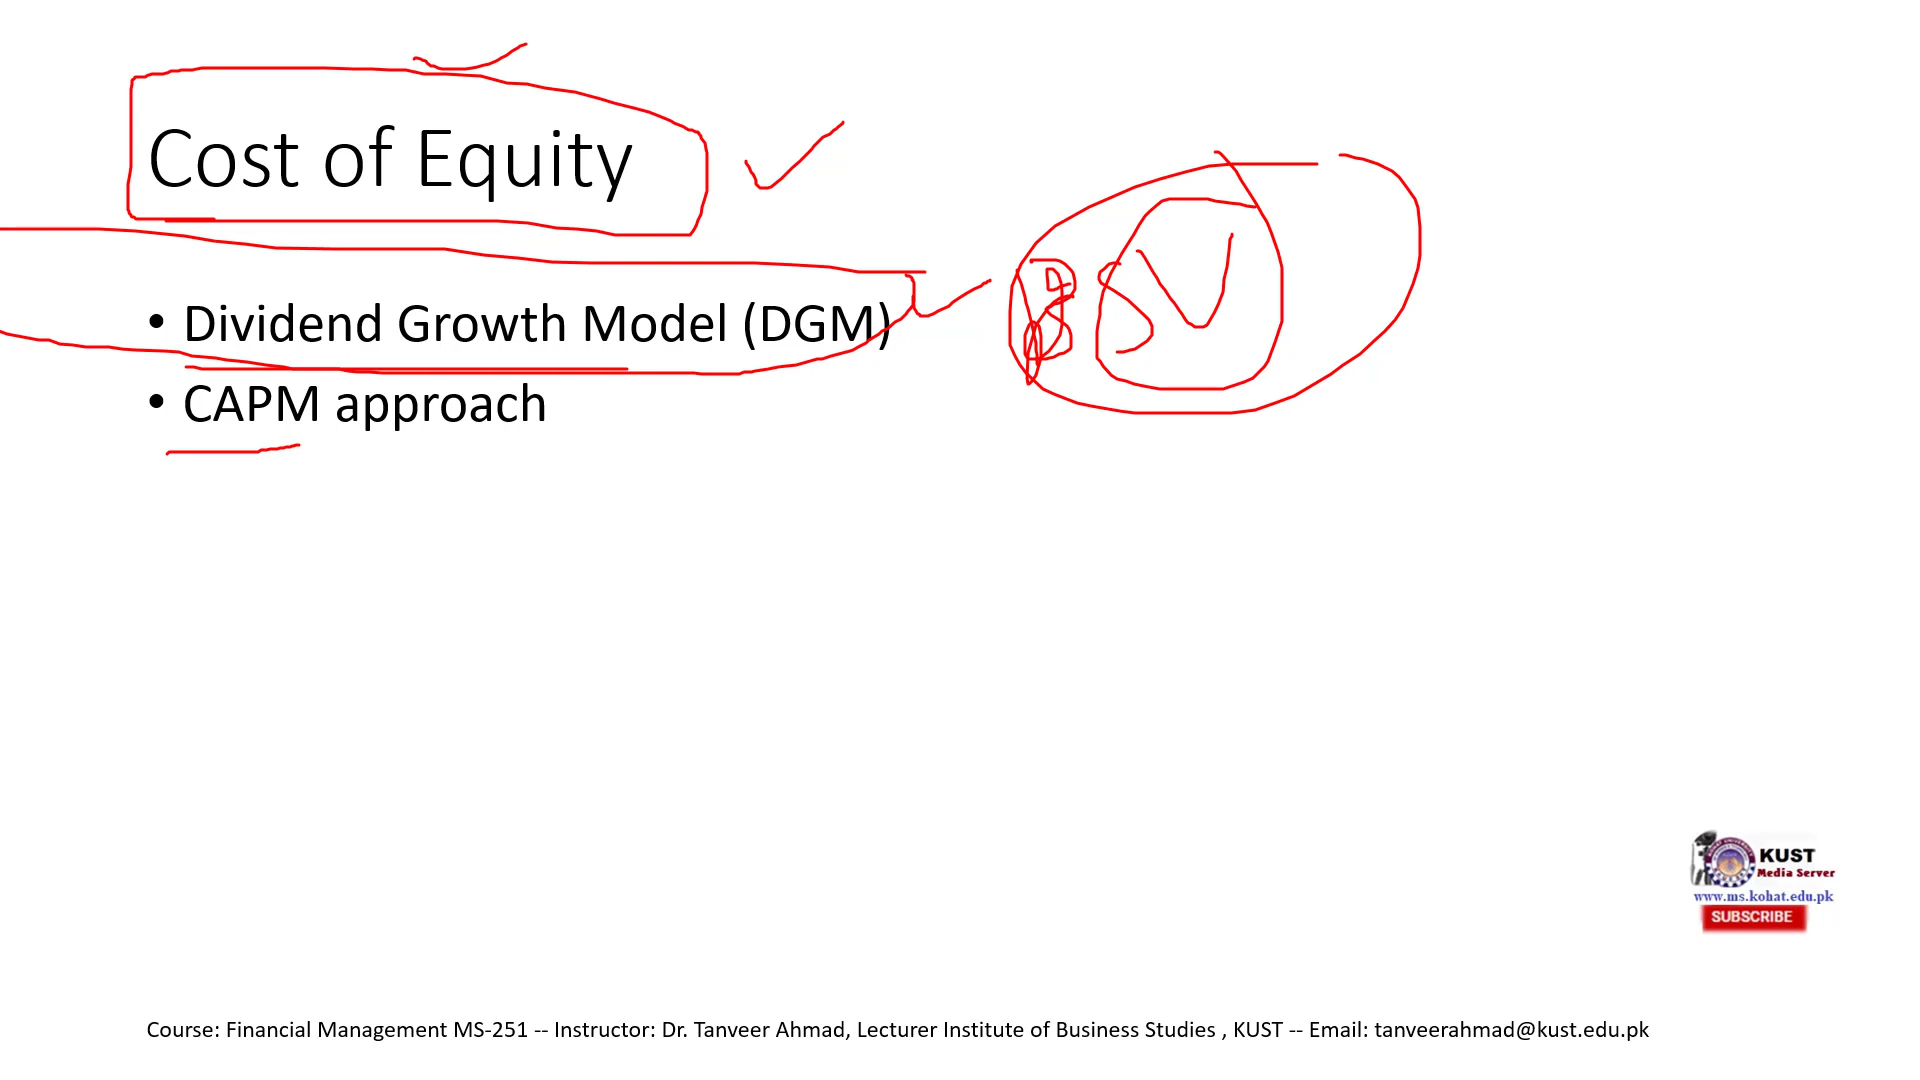 Cost of Equity
• Dividend Growth Model (DGM)
• CAPM approach
KUST
Media Server
www.ms.kohat.edu.pk
SUBSCRIBE
Course: Financial Management MS-251 -- Instructor: Dr. Tanveer Ahmad, Lecturer Institute of Business Studies , KUST -- Email: tanveerahmad@kust.edu.pk